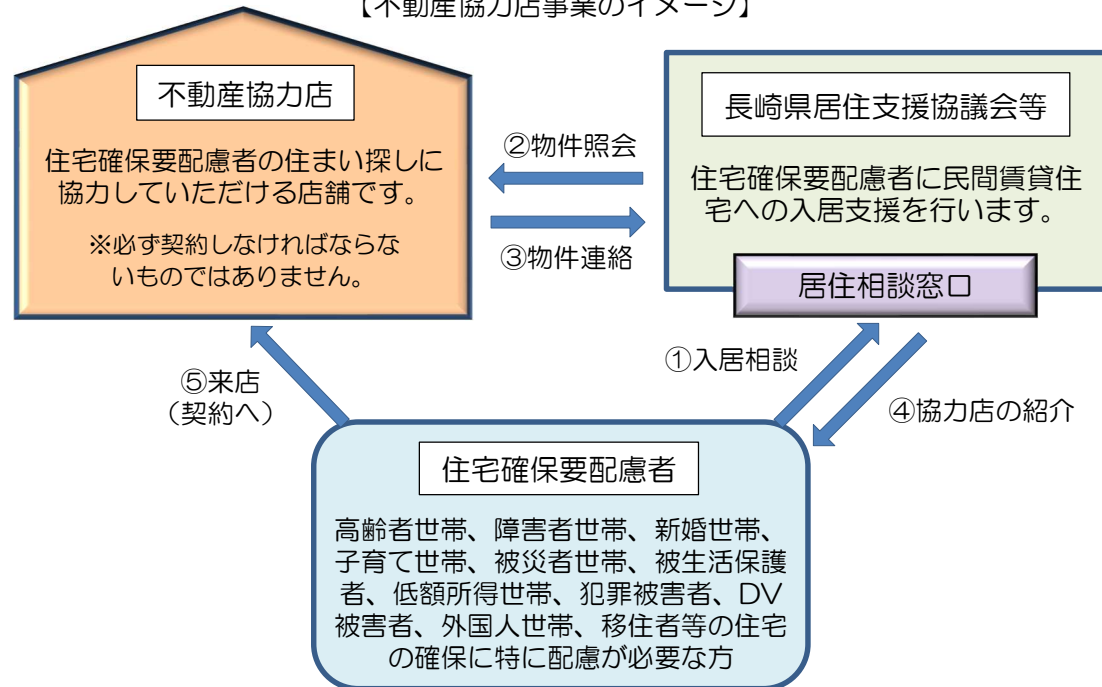 【不動産協力店事業のイメージ】
不動産協力店
住宅確保要配慮者の住まい探しに
協力していただける店舗です。
※必ず契約しなければならな
いものではありません。
②物件照会
③物件連絡
長崎県居住支援協議会等
住宅確保要配慮者に民間賃貸住
宅への入居支援を行います。
居住相談窓口
①入居相談
④協力店の紹介
⑤来店
（契約へ）
住宅確保要配慮者
高齢者世帯、障害者世帯、新婚世帯、
子育て世帯、被災者世帯、被生活保護
者、低額所得世帯、犯罪被害者、DV
被害者、外国人世帯、移住者等の住宅
の確保に特に配慮が必要な方